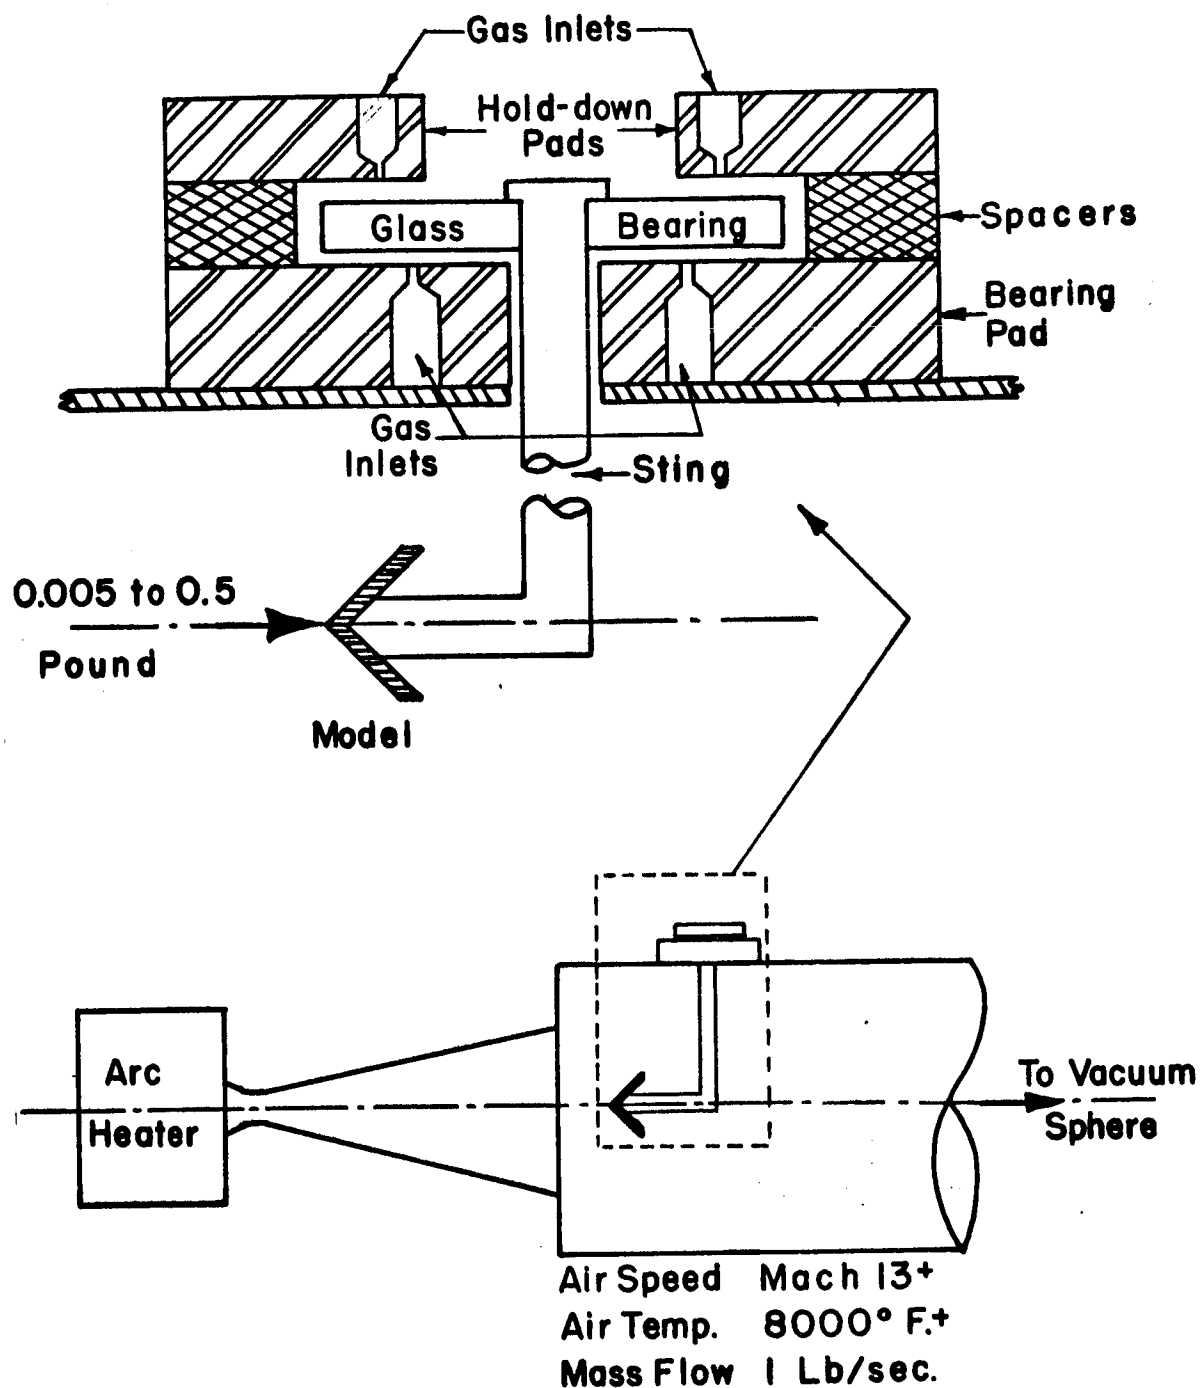 Gas Inlets
Hold-down
Pads
Glass
Bearing
Spacers
Bearing
Pad
Gas
Inlets
Sting
0.005 to 0.5
Pound
Model
Arc
Heater
To Vacuum
Sphere
Air Speed Mach 13+
Air Temp. 8000° F.+
Mass Flow 1 Lb/sec.